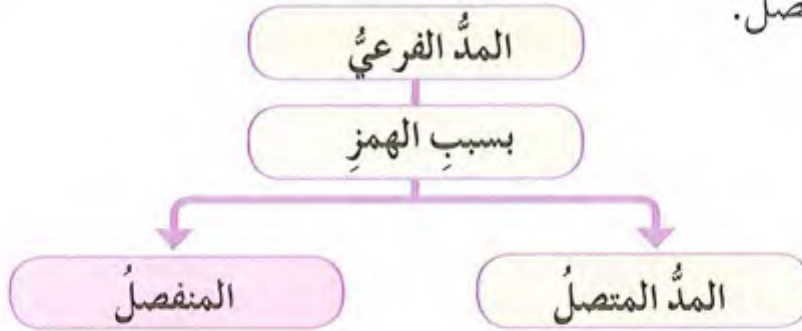 المدُّ الفرعيُّ
بسببِ الهمزِ
المدُّ المتصلُ
المنفصلُ